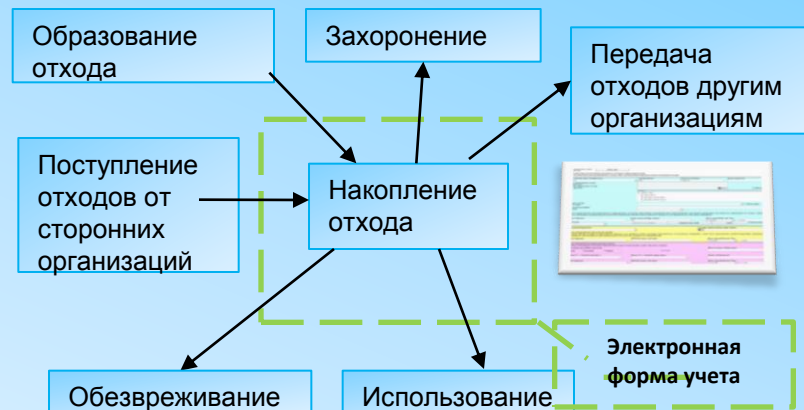 Образование
отхода
Захоронение
Передача
отходов другим
организациям
Поступление
отходов от
сторонних
организаций
Накопление
отхода
Электронная
форма учета
Обезвреживание
Использование